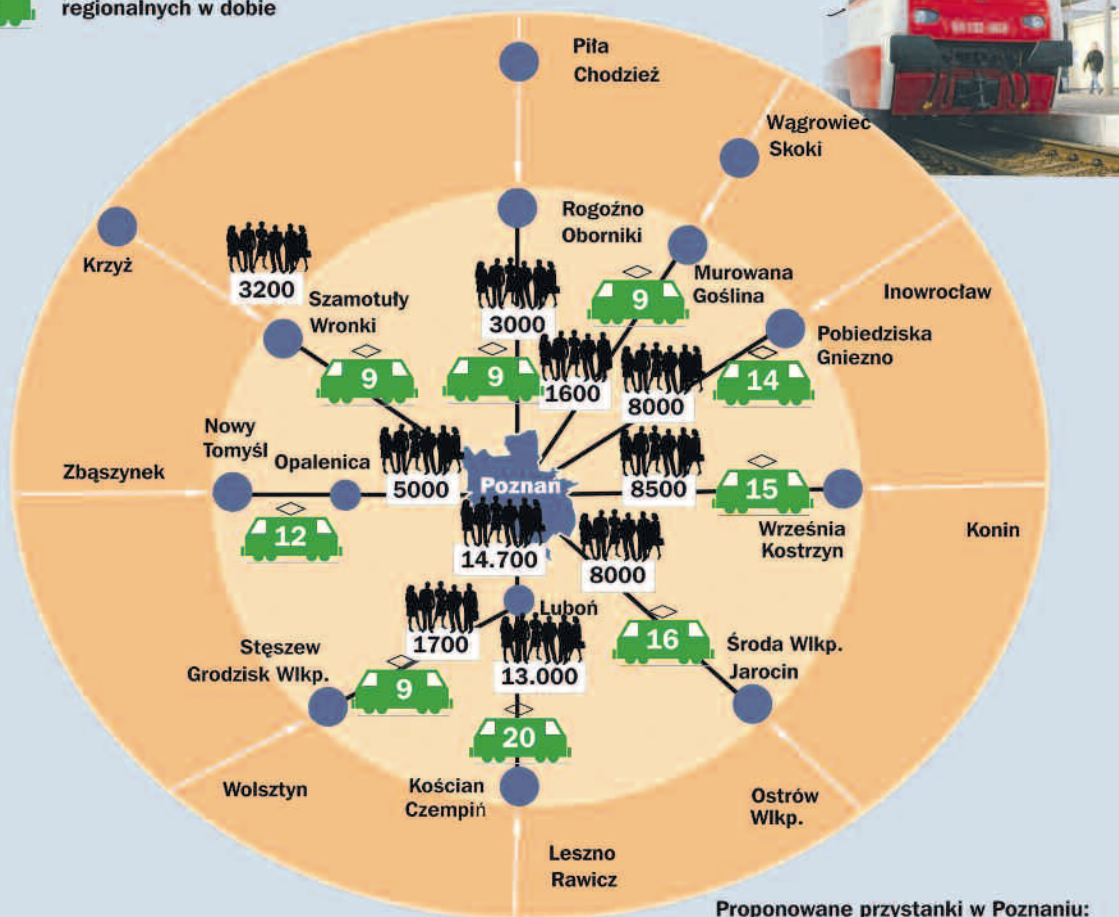 regionalnych w dobie
Piła
Chodzież
Wągrowiec
Skoki
Rogoźno
Oborniki
Krzyż
3200
Szamotuły
Wronki
3000
9
Murowana
Goślina
Inowrocław
Pobiedziska
Gniezno
9
9
1600
8000
14
Nowy
Tomyśl
Opalenica
Zbąszynek
5000
Poznań
8500
15
12
14.700
8000
Września
Kostrzyn
Konin
Luboń
1700
13.000
16
Środa Wlkp.
Jarocin
Stęszew
Grodzisk Wlkp.
9
20
Wolsztyn
Kościan
Czempiń
Ostrów
Wlkp.
Leszno
Rawicz
Proponowane przystanki w Poznaniu: